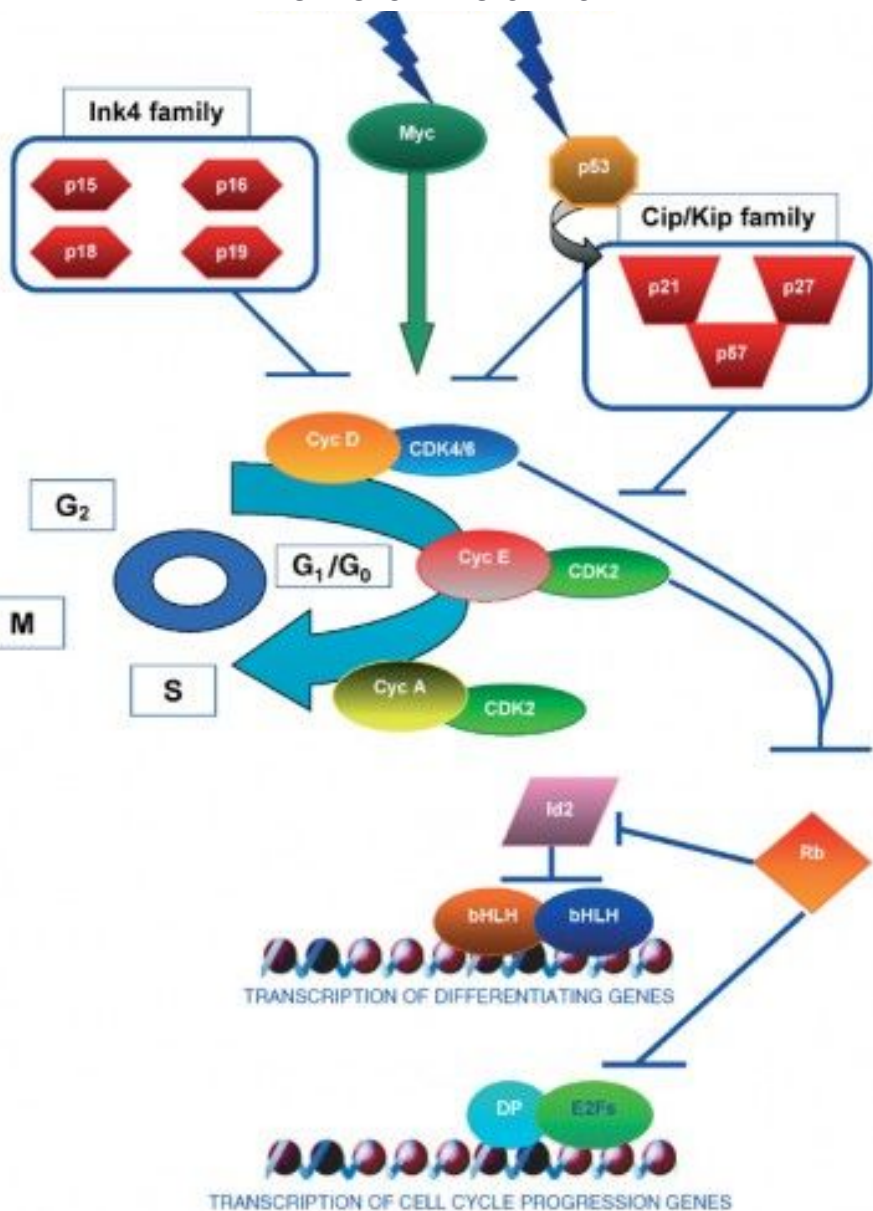 Ink4 family
Myc
p53
p15
p16
Cip/Kip family
p18
p19
p21
p27
p57
Cyc D
CDK4/6
G₂
G₁/G₀
Cyc E
CDK2
M
S
Cyc A
CDK2
Id2
Rb
bHLH
bHLH
TRANSCRIPTION OF DIFFERENTIATING GENES
DP
E2Fs
TRANSCRIPTION OF CELL CYCLE PROGRESSION GENES